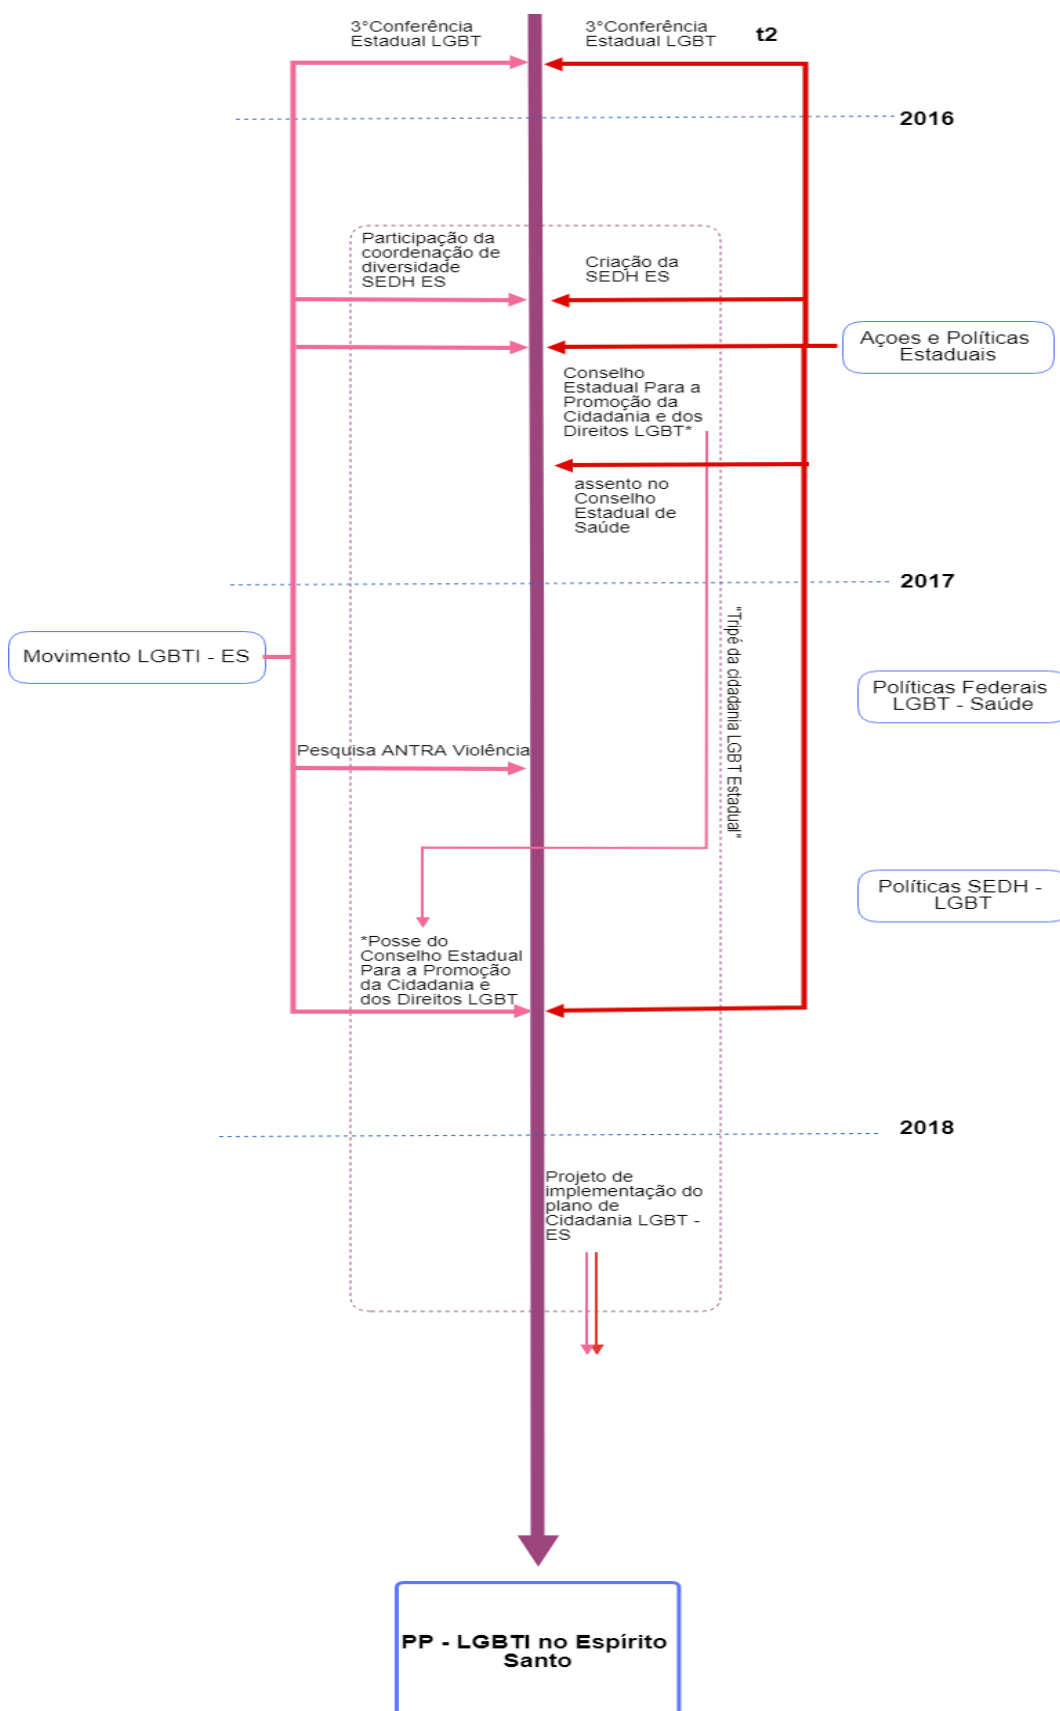 3°Conferência
Estadual LGBT
3°Conferência
Estadual LGBT
t2
2016
Participação da
coordenação de
diversidade
SEDH ES
Criação da
SEDH ES
Açoes e Políticas
Estaduais
Conselho
Estadual Para a
Promoção da
Cidadania e dos
Direitos LGBT*
assento no
Conselho
Estadual de
Saúde
2017
"Tripé da cidadania LGBT Estadual"
Movimento LGBTI - ES
Políticas Federais
LGBT - Saúde
Pesquisa ANTRA Violência
Políticas SEDH -
LGBT
*Posse do
Conselho Estadual
Para a Promoção
da Cidadania e
dos Direitos LGBT
2018
Projeto de
implementação do
plano de
Cidadania LGBT -
ES
PP - LGBTI no Espírito
Santo